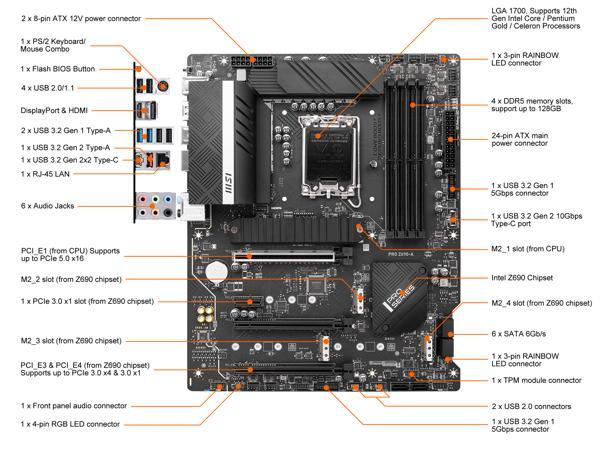 2 x 8-pin ATX 12V power connector
1 x PS/2 Keyboard/
Mouse Combo
1 x Flash BIOS Button
4 x USB 2.0/1.1
DisplayPort & HDMI
2 x USB 3.2 Gen 1 Type-A
1 x USB 3.2 Gen 2 Type-A
1 x USB 3.2 Gen 2x2 Type-C
1 x RJ-45 LAN
6 x Audio Jacks
PCI_E1 (from CPU) Supports
up to PCIe 5.0 x16
M2_2 slot (from Z690 chipset)
1 x PCIe 3.0 x1 slot (from Z690 chipset)
M2_3 slot (from Z690 chipset)
PCI_E3 & PCI_E4 (from Z690 chipset)
Supports up to PCIe 3.0 x4 & 3.0 x1
1 x Front panel audio connector
1 x 4-pin RGB LED connector
LGA 1700, Supports 12th
Gen Intel Core / Pentium
Gold / Celeron Processors
1 x 3-pin RAINBOW
LED connector
4 x DDR5 memory slots,
support up to 128GB
24-pin ATX main
power connector
1 x USB 3.2 Gen 1
5Gbps connector
1 x USB 3.2 Gen 2 10Gbps
Type-C port
M2_1 slot (from CPU)
Intel Z690 Chipset
M2_4 slot (from Z690 chipset)
6 x SATA 6Gb/s
1 x 3-pin RAINBOW
LED connector
1 x TPM module connector
2 x USB 2.0 connectors
1 x USB 3.2 Gen 1
5Gbps connector
msi
PRO Z690-A
PRO
SERIES